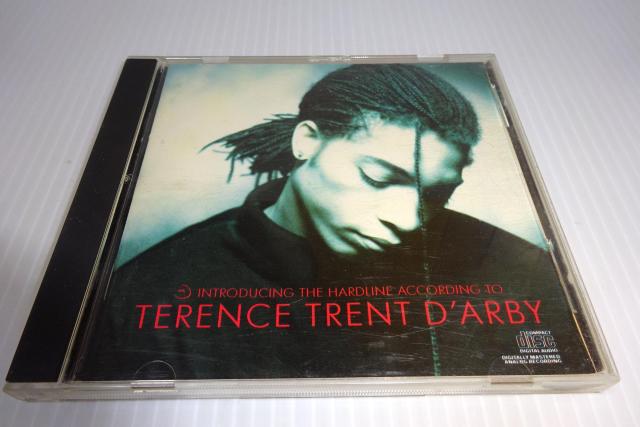 INTRODUCING THE HARDLINE ACCORDING TO
TERENCE TRENT D'ARBY
COMPACT
disc
DIGITAL AUDIO
DIGITALLY MASTERED
ANALOG RECORDING